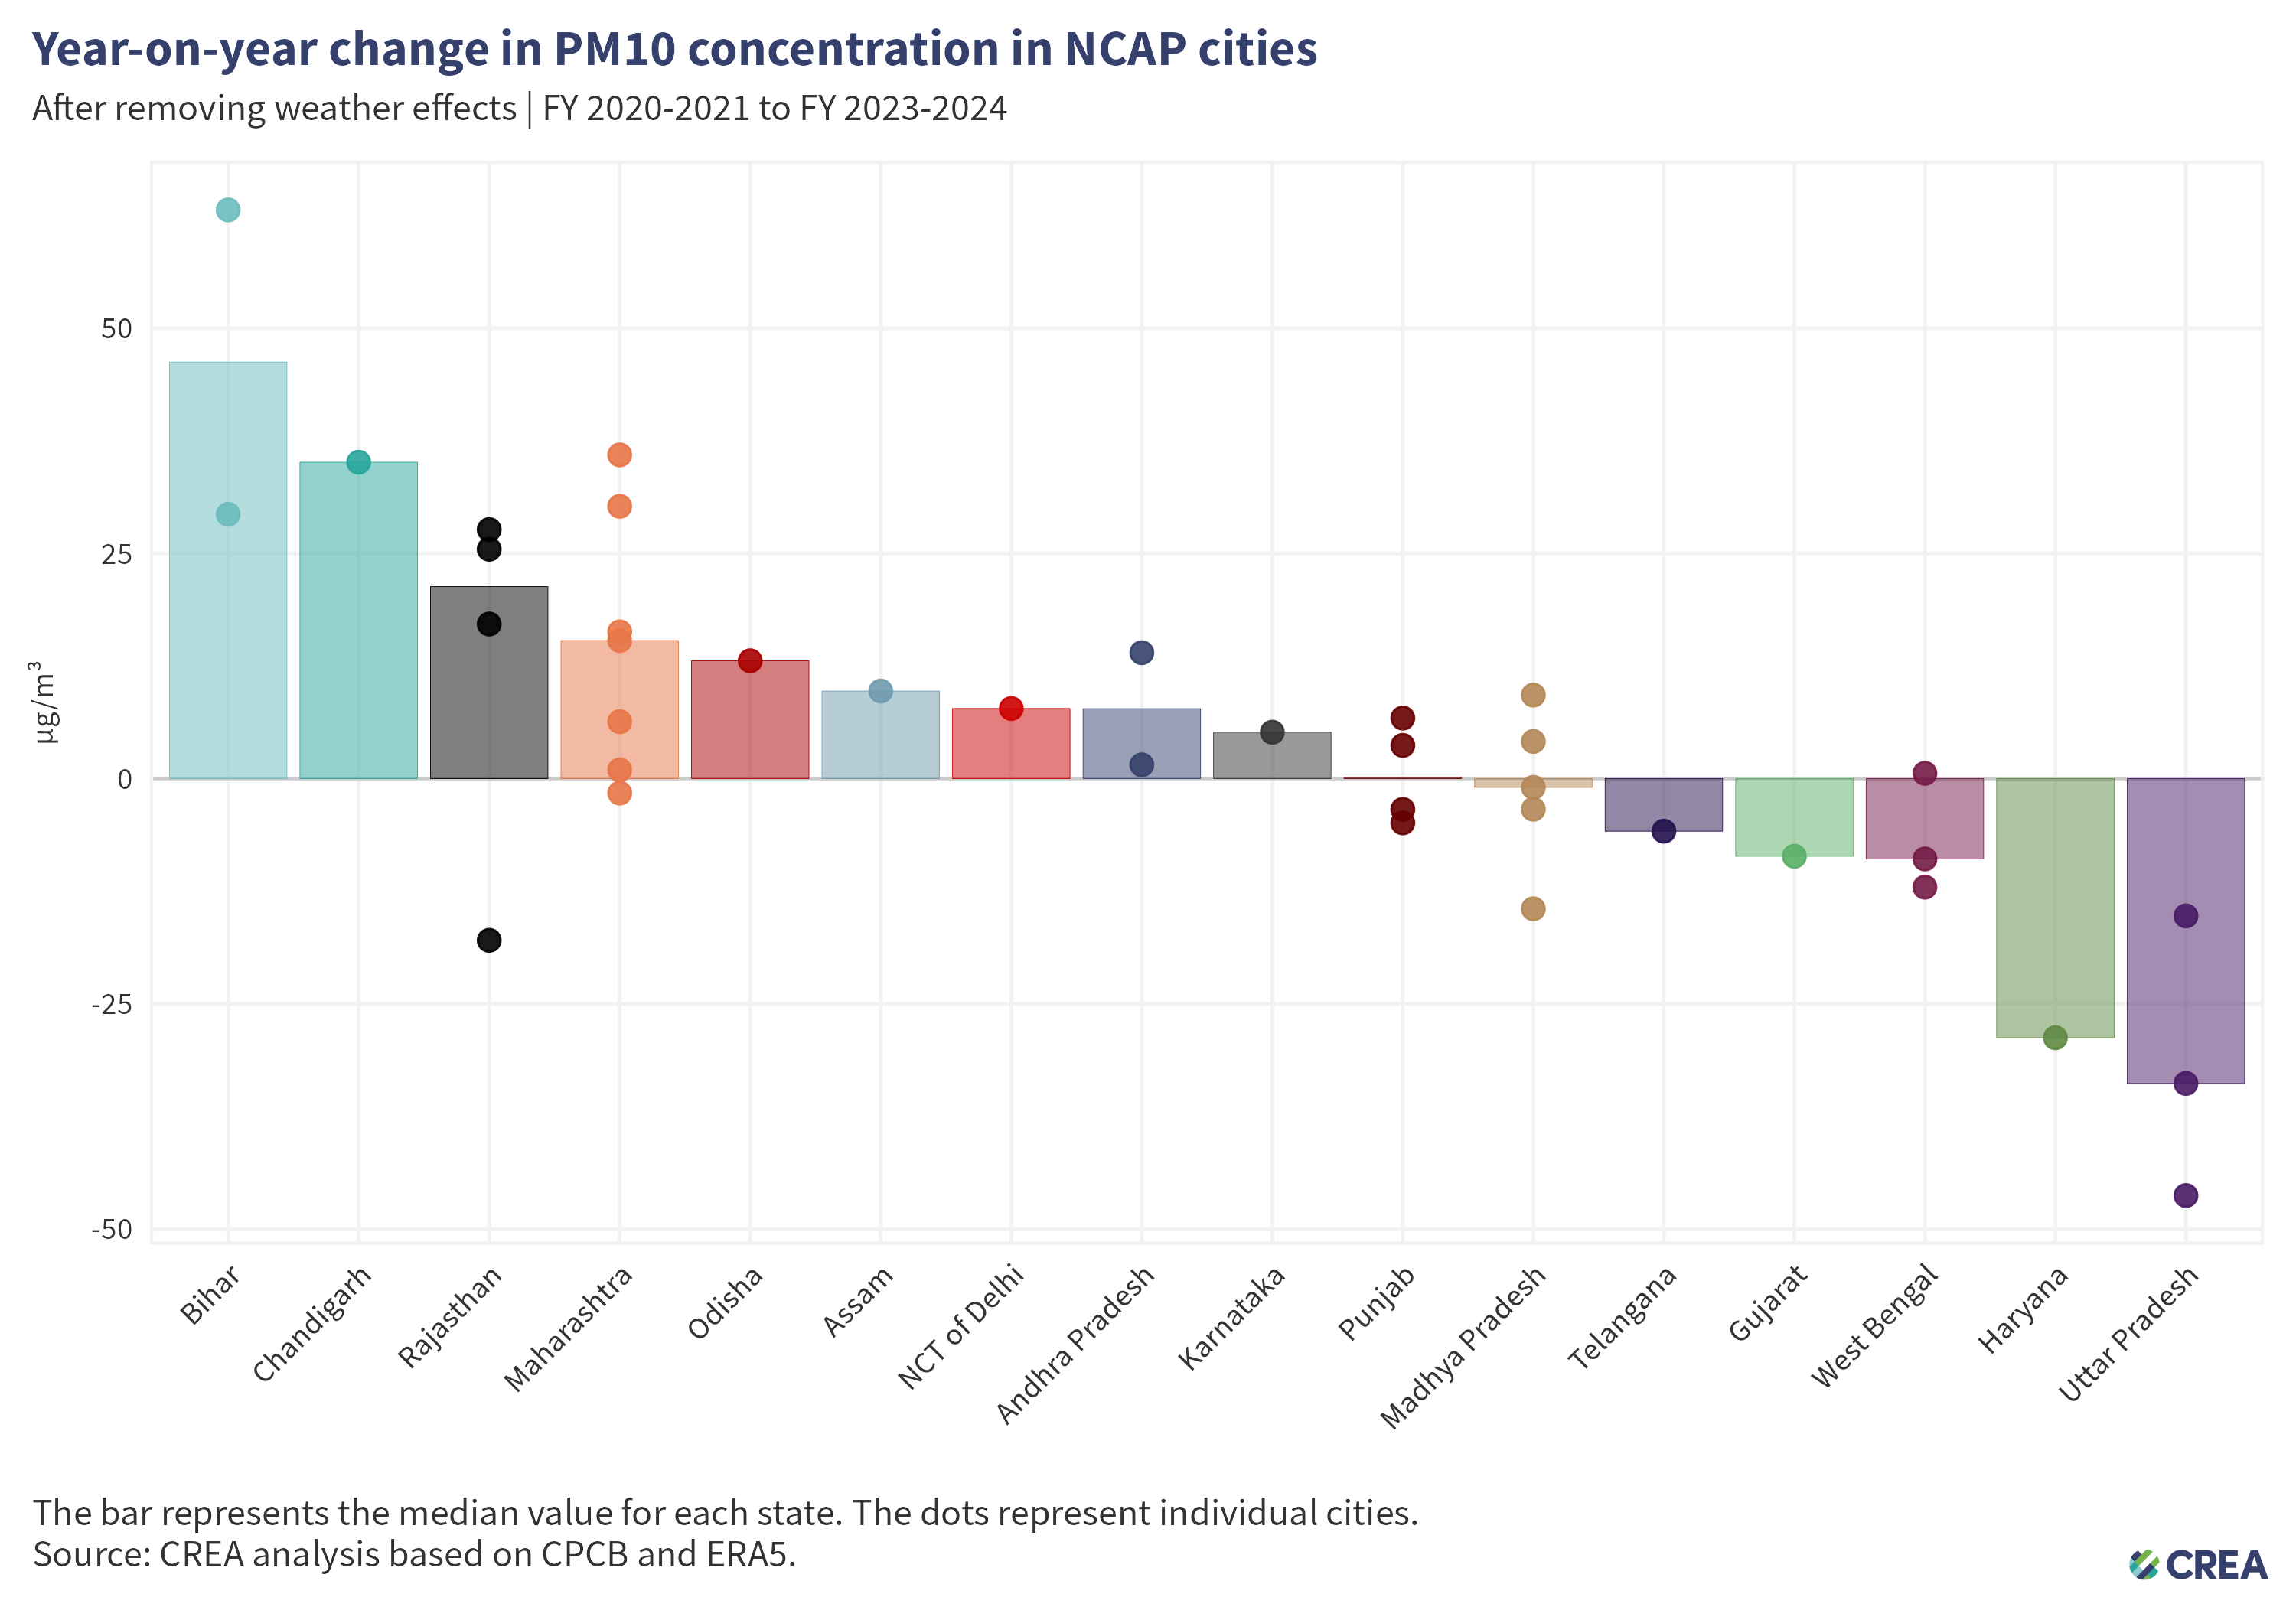 Year-on-year change in PM10 concentration in NCAP cities
After removing weather effects | FY 2020-2021 to FY 2023-2024
µg/m³
50
25
0
-25
-50
Bihar
Chandigarh
Rajasthan
Maharashtra
Odisha
Assam
NCT of Delhi
Andhra Pradesh
Karnataka
Punjab
Madhya Pradesh
Telangana
Gujarat
West Bengal
Haryana
Uttar Pradesh
The bar represents the median value for each state. The dots represent individual cities.
Source: CREA analysis based on CPCB and ERA5.
CREA